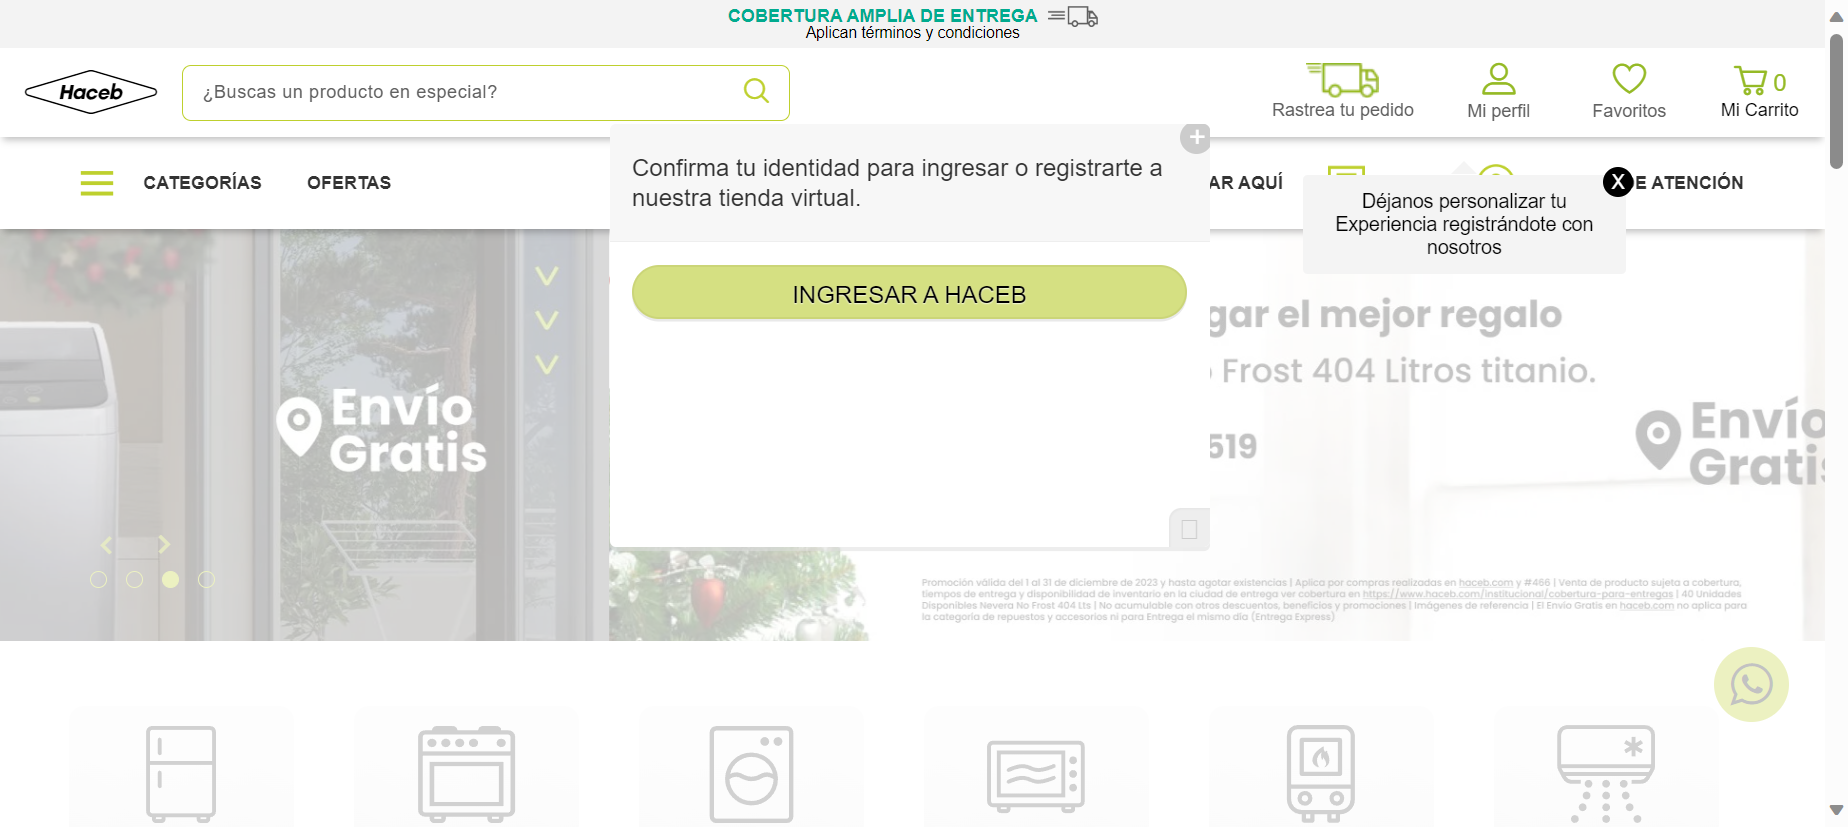 COBERTURA AMPLIA DE ENTREGA
Aplican términos y condiciones
Haceb
¿Buscas un producto en especial?
Rastrea tu pedido
Mi perfil
Favoritos
0
Mi Carrito
CATEGORÍAS
OFERTAS
AR AQUÍ
E ATENCIÓN
Confirma tu identidad para ingresar o registrarte a
nuestra tienda virtual.
INGRESAR A HACEB
X
Déjanos personalizar tu
Experiencia registrándote con
nosotros
Envío
Gratis
gar el mejor regalo
Frost 404 Litros titanio.
519
Envío
Gratis
Promoción válida del 1 al 31 de diciembre de 2023 y hasta agotar existencias | Aplica por compras realizadas en haceb.com y #466 | Venta de producto sujeta a cobertura,
tiempos de entrega y disponibilidad de inventario en la ciudad de entrega ver cobertura en https://www.haceb.com/institucional/cobertura-para-entregas | 40 Unidades
Disponibles Nevera No Frost 404 Lts | No acumulable con otros descuentos, beneficios y promociones | Imágenes de referencia | El Envío Gratis en haceb.com no aplica para
la categoría de repuestos y accesorios ni para Entrega el mismo día (Entrega Express)